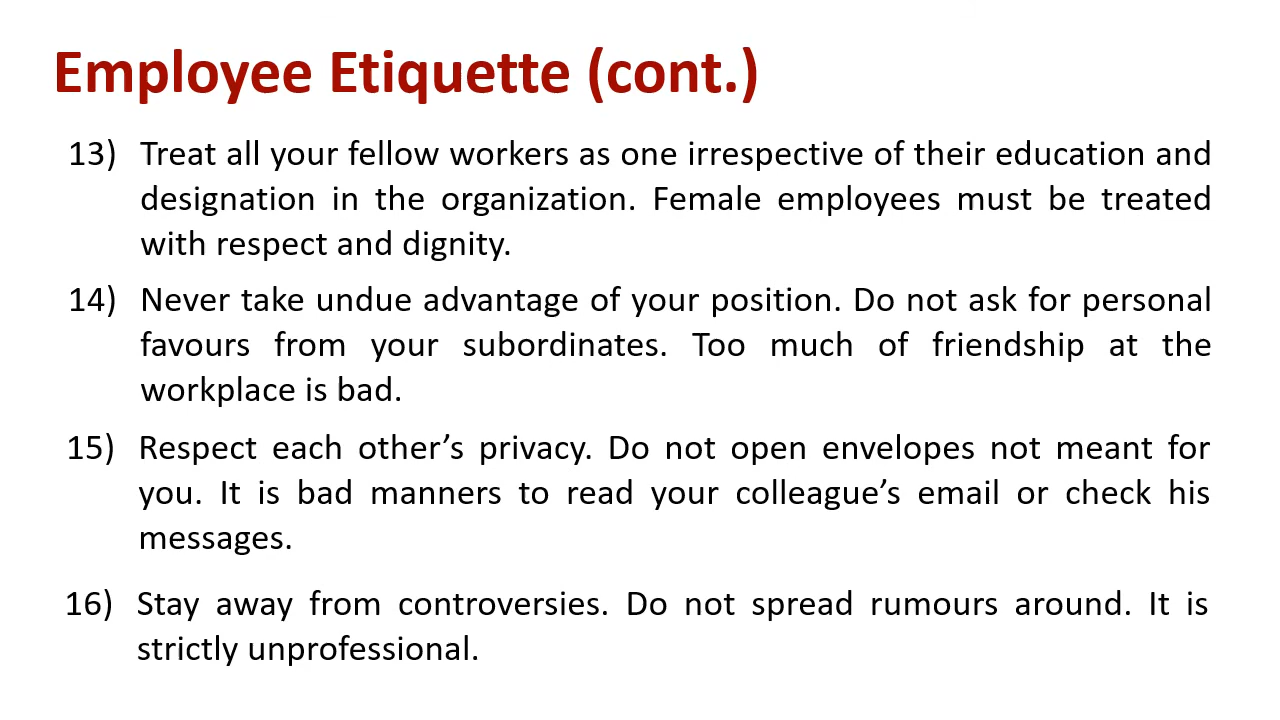 Employee Etiquette (cont.)
13) Treat all your fellow workers as one irrespective of their education and
designation in the organization. Female employees must be treated
with respect and dignity.
14) Never take undue advantage of your position. Do not ask for personal
favours from your subordinates. Too much of friendship at the
workplace is bad.
15) Respect each other’s privacy. Do not open envelopes not meant for
you. It is bad manners to read your colleague’s email or check his
messages.
16) Stay away from controversies. Do not spread rumours around. It is
strictly unprofessional.